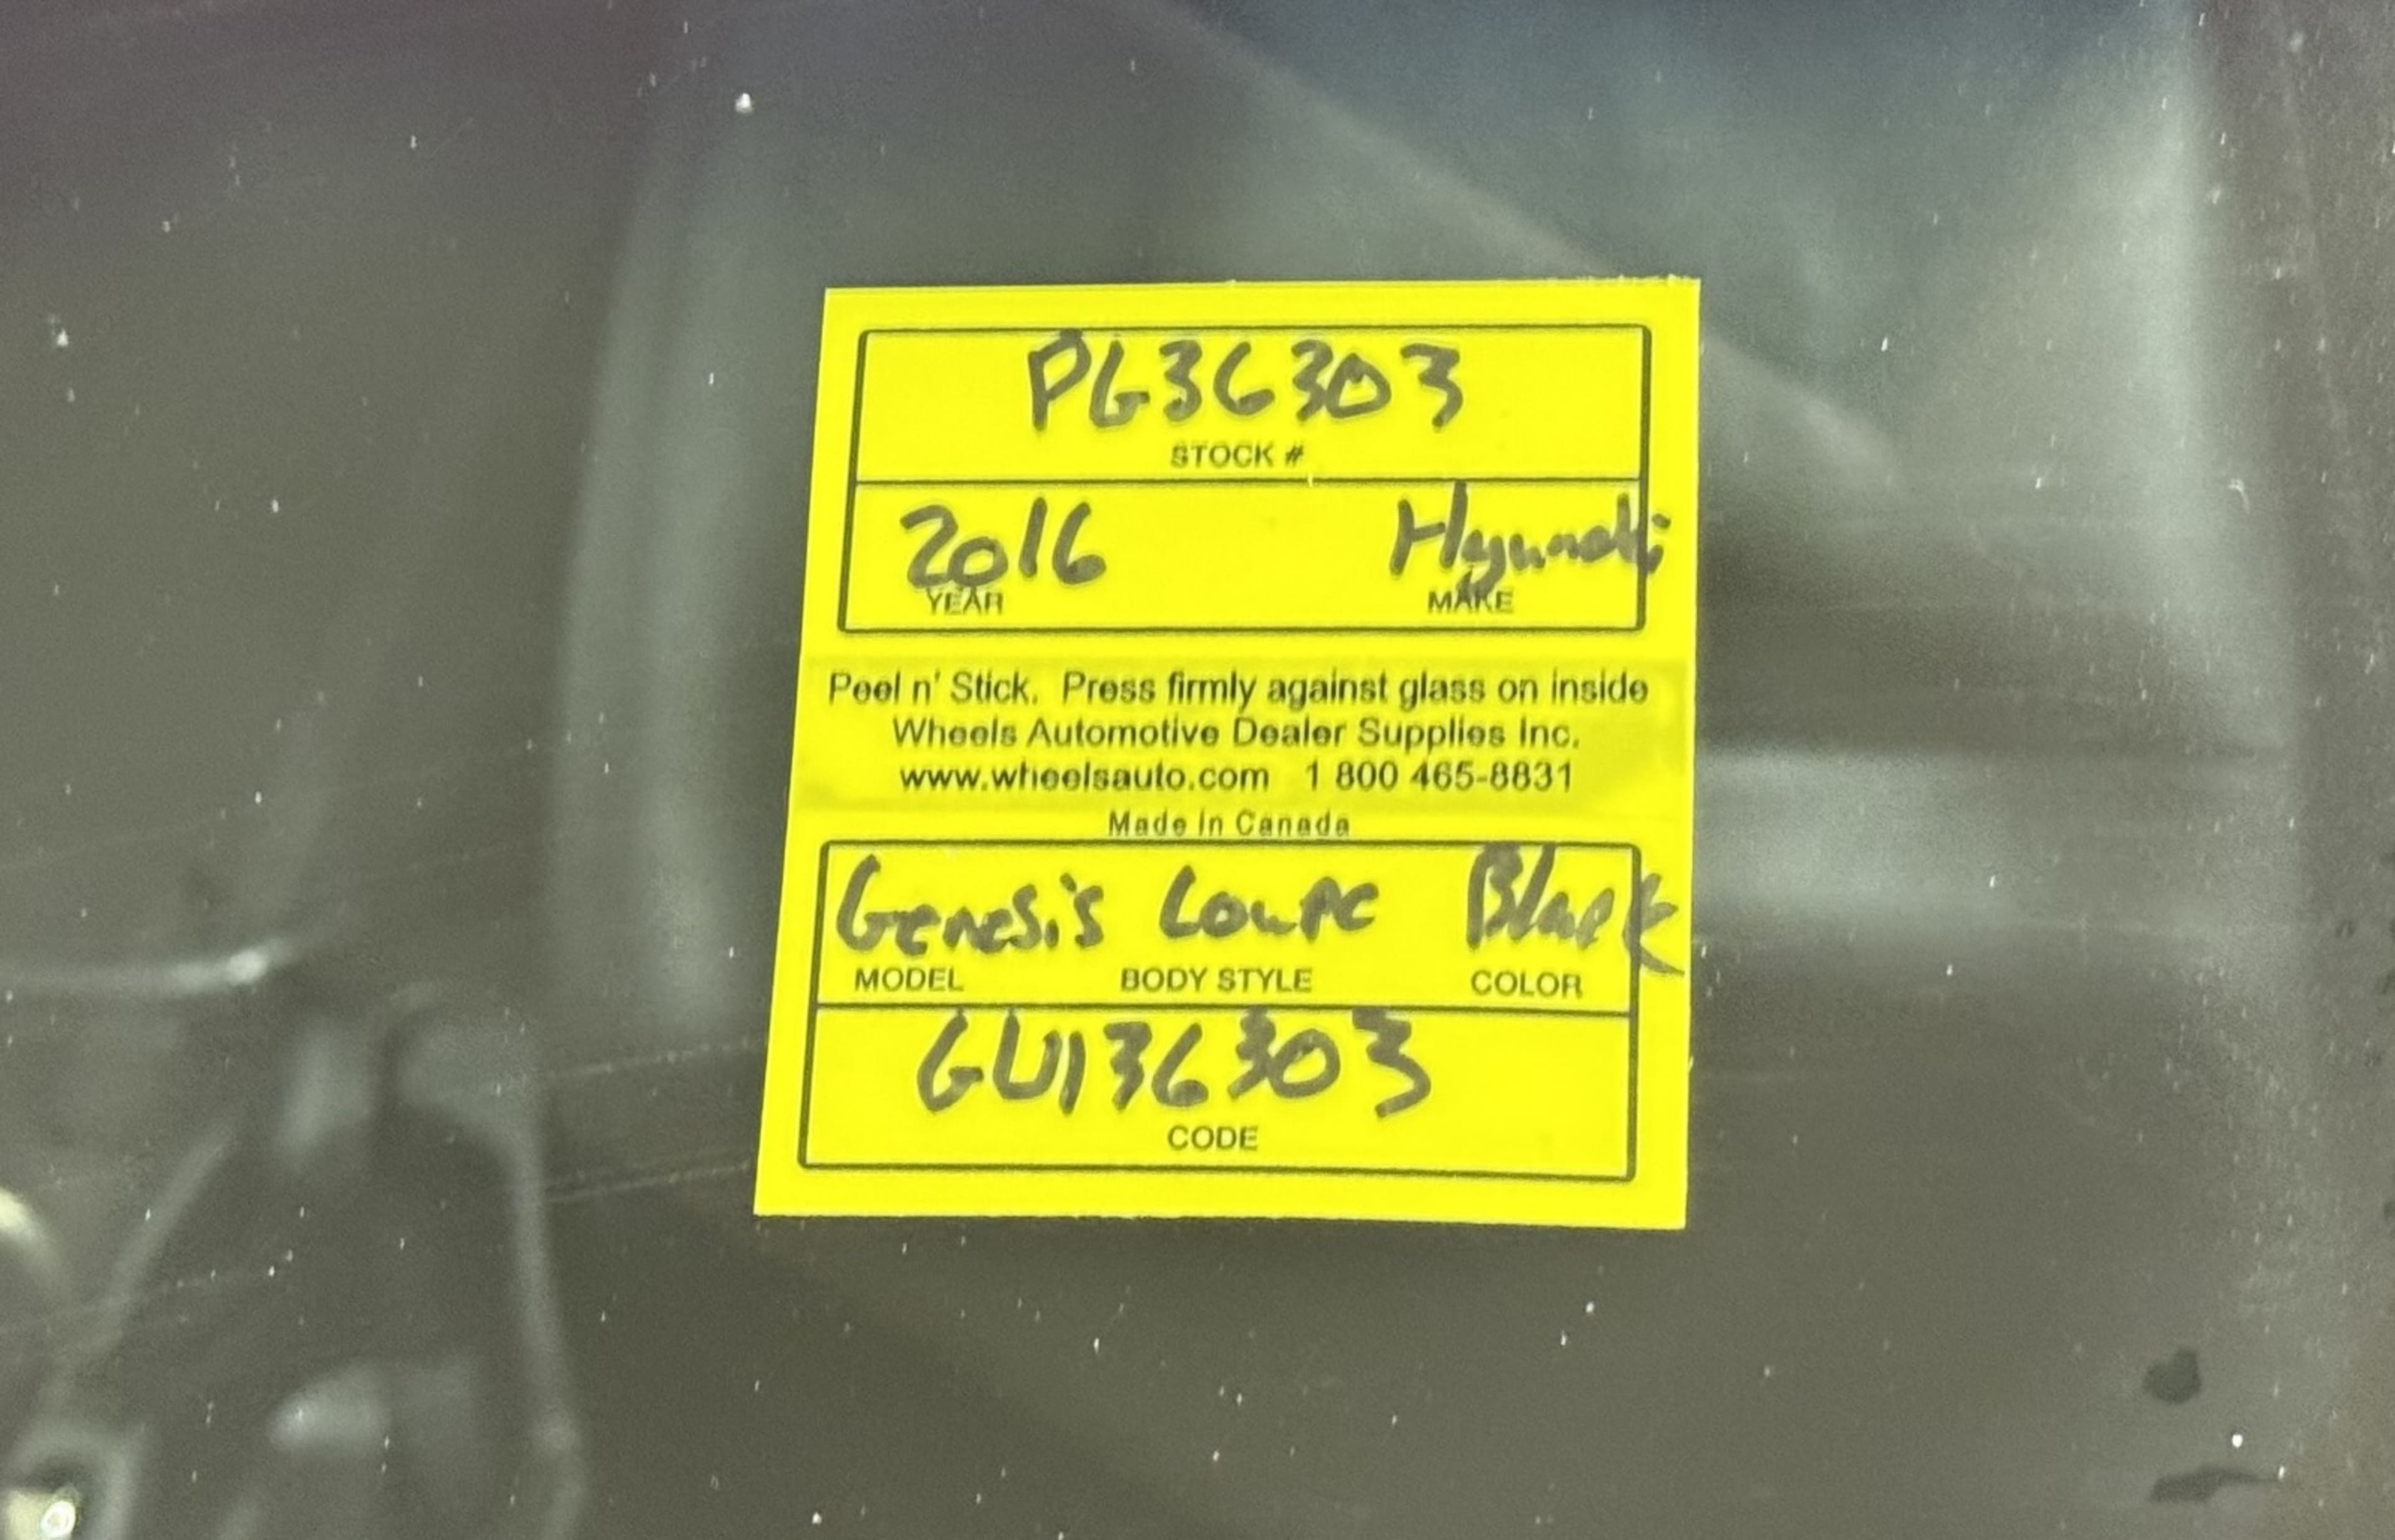 PG36303
STOCK #
2016 Hyundai
YEAR MAKE
Peel n' Stick. Press firmly against glass on inside
Wheels Automotive Dealer Supplies Inc.
www.wheelsauto.com 1 800 465-8831
Made in Canada
Genesis Coupe Black
MODEL BODY STYLE COLOR
GU136303
CODE